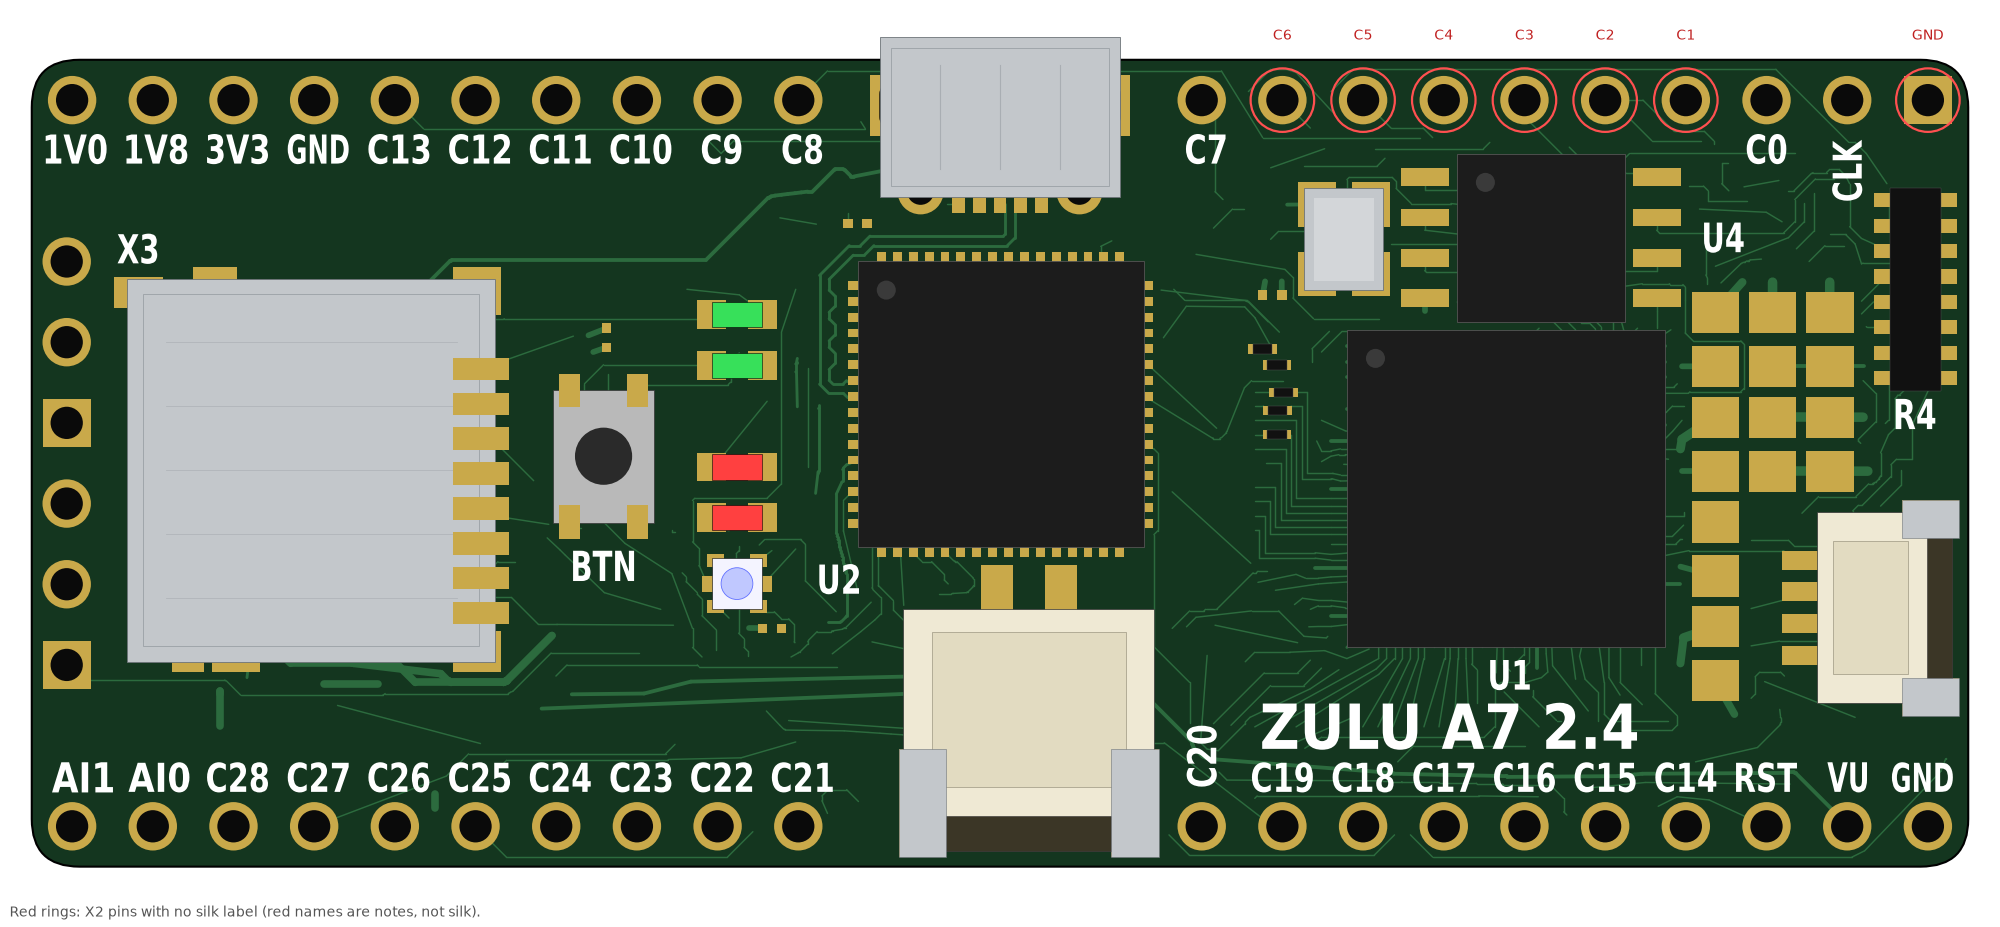 C6 C5 C4 C3 C2 C1 GND
1V0 1V8 3V3 GND C13 C12 C11 C10 C9 C8 C7 C0 CLK
X3
U4
R4
BTN
U2
U1
ZULU A7 2.4
AI1 AI0 C28 C27 C26 C25 C24 C23 C22 C21 C20 C19 C18 C17 C16 C15 C14 RST VU GND
Red rings: X2 pins with no silk label (red names are notes, not silk).